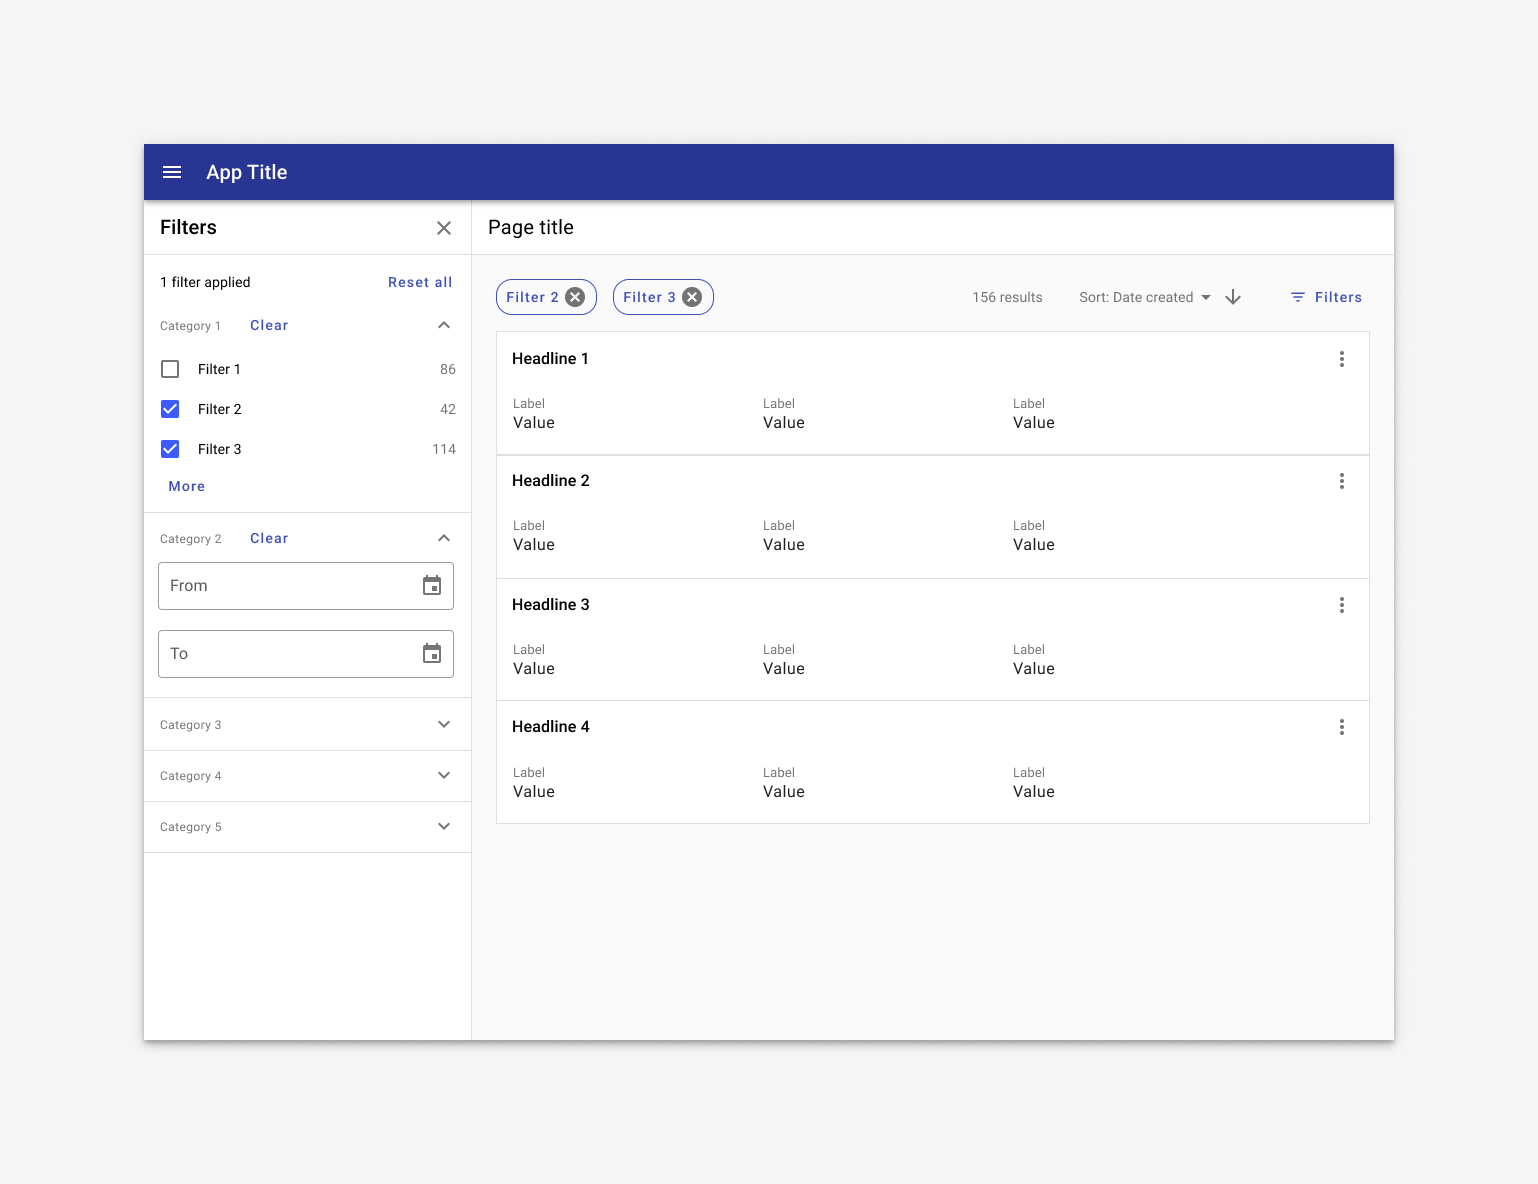 App Title
Filters
Page title
1 filter applied
Reset all
Category 1
Clear
Filter 1
86
Filter 2
42
Filter 3
114
More
Category 2
Clear
From
To
Category 3
Category 4
Category 5
Filter 2
Filter 3
156 results
Sort: Date created
Filters
Headline 1
Label
Label
Label
Value
Value
Value
Headline 2
Label
Label
Label
Value
Value
Value
Headline 3
Label
Label
Label
Value
Value
Value
Headline 4
Label
Label
Label
Value
Value
Value